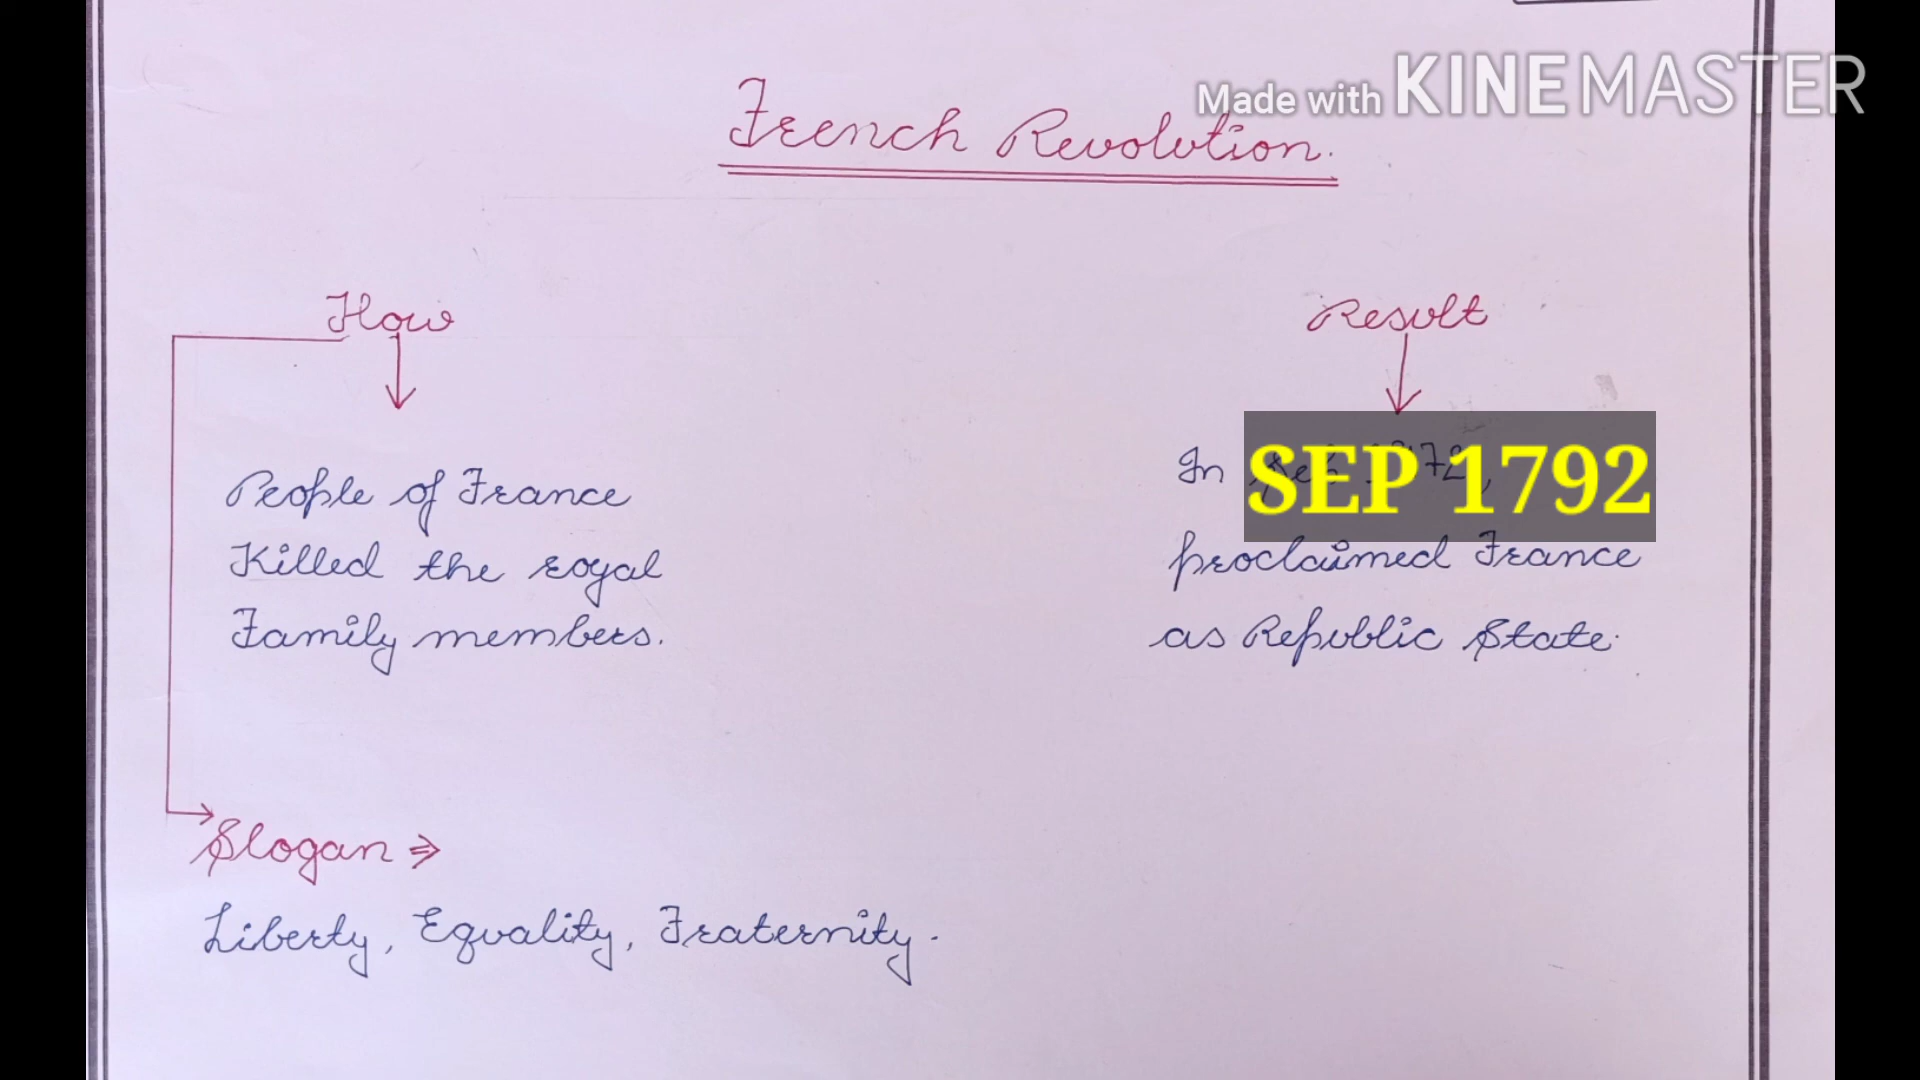 Made with KINEMASTER
French Revolution.
How
People of France
Killed the royal
Family members.
Slogan ⇒
Liberty, Equality, Fraternity.
Result
In SEP 1792
proclaimed France
as Republic State.